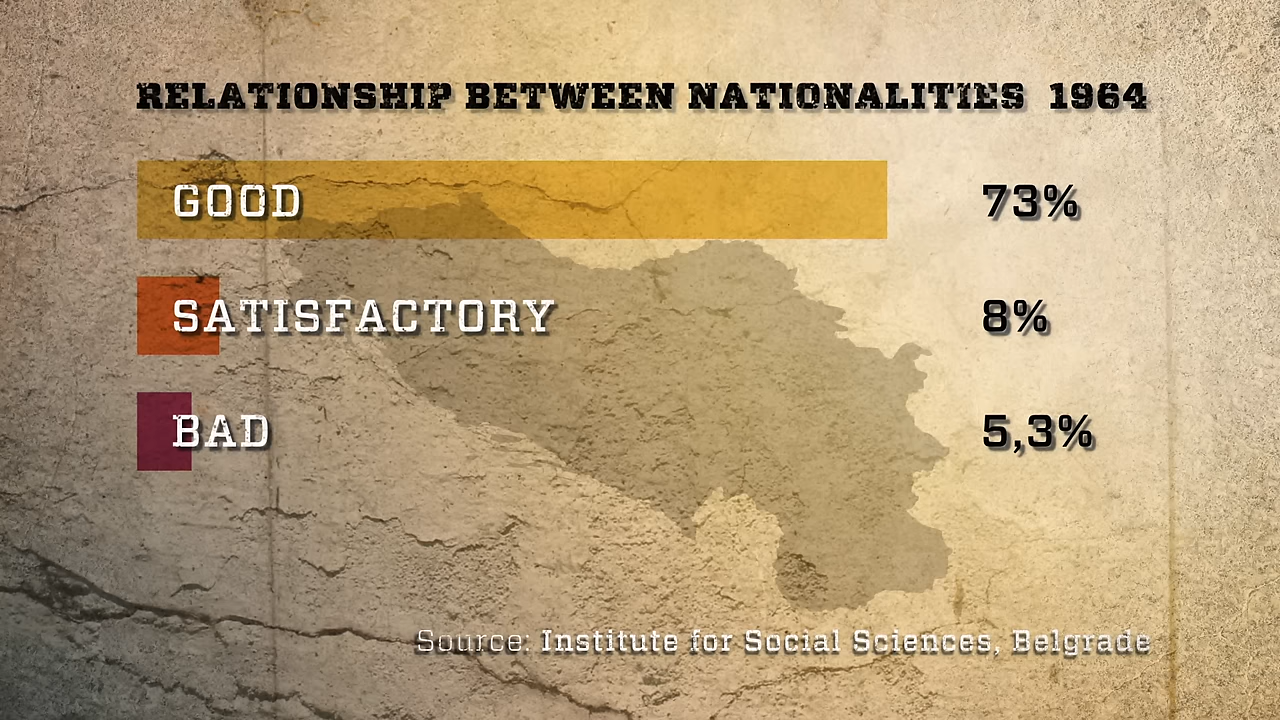 RELATIONSHIP BETWEEN NATIONALITIES 1964
GOOD 73%
SATISFACTORY 8%
BAD 5,3%
Source: Institute for Social Sciences, Belgrade